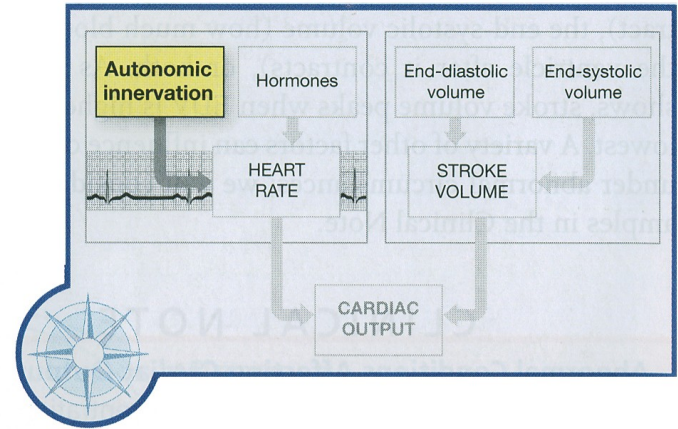 Autonomic
innervation
Hormones
End-diastolic
volume
End-systolic
volume
HEART
RATE
STROKE
VOLUME
CARDIAC
OUTPUT